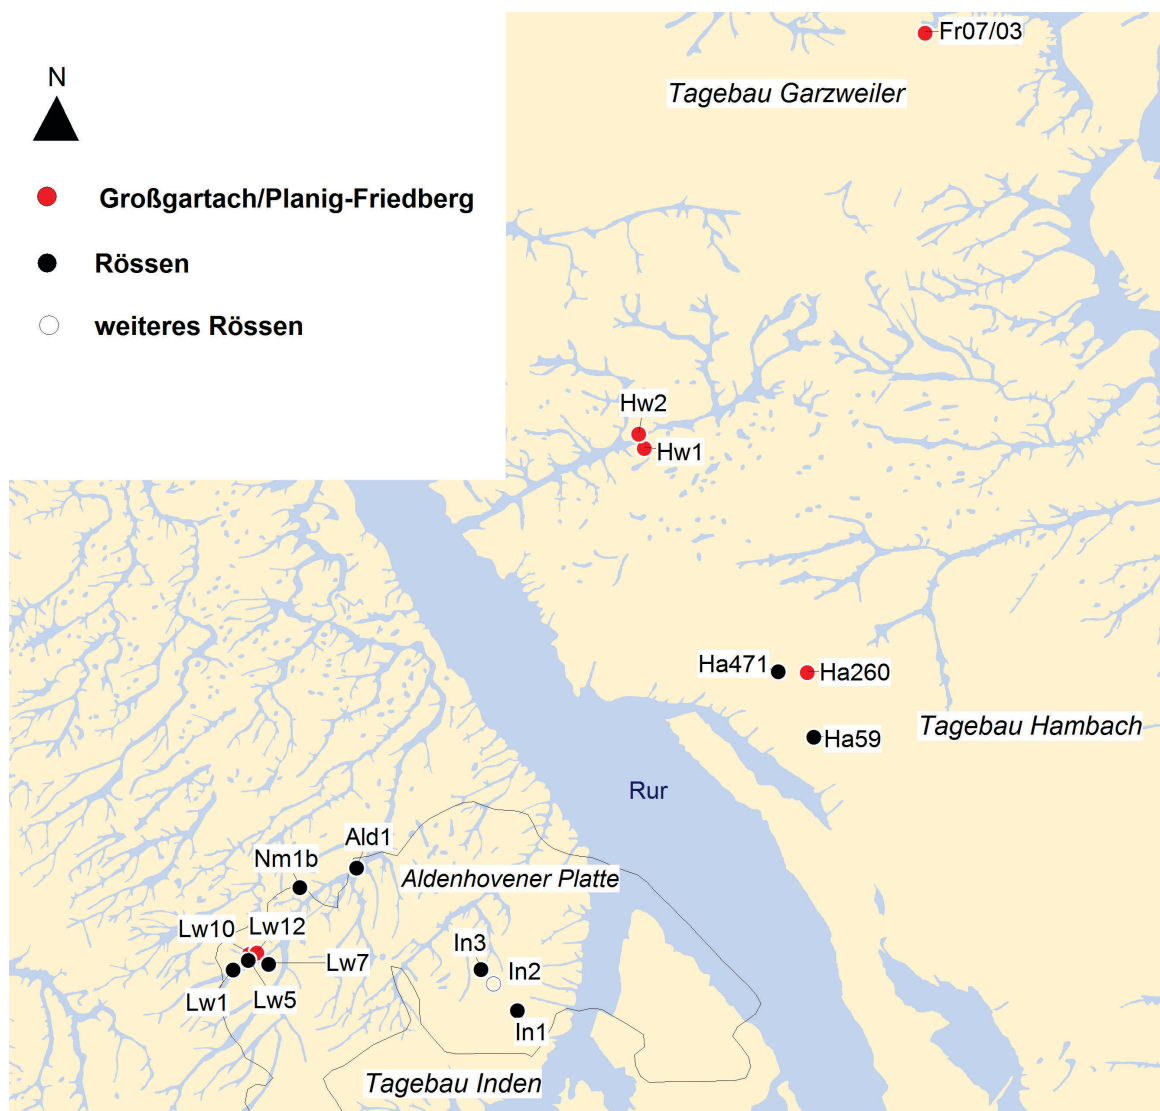 Fr07/03
Tagebau Garzweiler
N
Großgartach/Planig-Friedberg
Rössen
weiteres Rössen
Hw2
Hw1
Ha471
Ha260
Tagebau Hambach
Ha59
Rur
Ald1
Nm1b
Aldenhovener Platte
Lw10
Lw12
In3
Lw7
In2
Lw1
Lw5
In1
Tagebau Inden